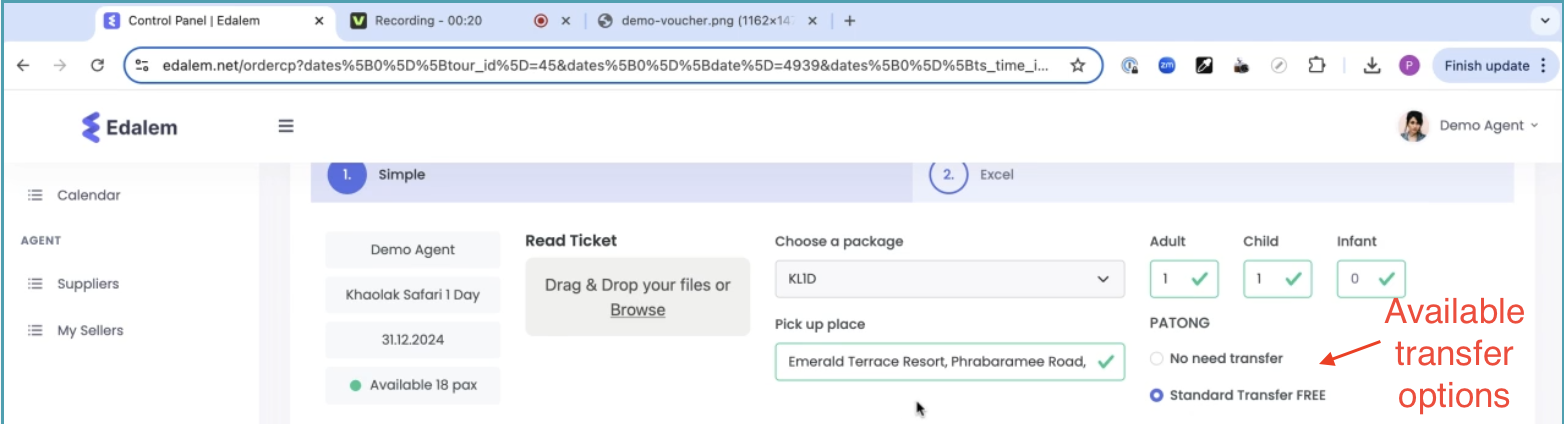 Control Panel | Edalem
Recording - 00:20
demo-voucher.png (1162×14
edalem.net/ordercp?dates%5B0%5D%5Btour_id%5D=45&dates%5B0%5D%5Bdate%5D=4939&dates%5B0%5D%5Bts_time_i...
zm
P
Finish update
Edalem
Demo Agent
Calendar
AGENT
Suppliers
My Sellers
1. Simple
2. Excel
Demo Agent
Khaolak Safari 1 Day
31.12.2024
Available 18 pax
Read Ticket
Drag & Drop your files or
Browse
Choose a package
KL1D
Pick up place
Emerald Terrace Resort, Phrabaramee Road,
Adult Child Infant
1 1 0
PATONG
No need transfer
Standard Transfer FREE
Available
transfer
options